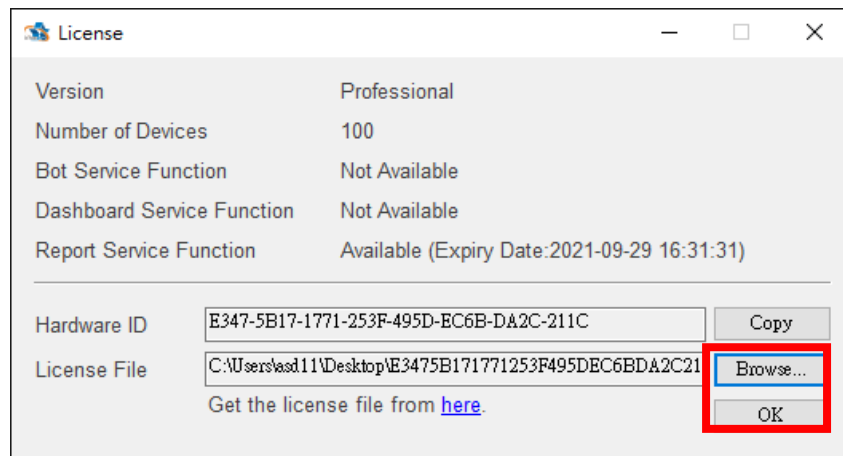 License
Version Professional
Number of Devices 100
Bot Service Function Not Available
Dashboard Service Function Not Available
Report Service Function Available (Expiry Date:2021-09-29 16:31:31)
Hardware ID E347-5B17-1771-253F-495D-EC6B-DA2C-211C Copy
License File C:\Users\asd11\Desktop\E3475B171771253F495DEC6BDA2C21 Browse...
Get the license file from here.
OK